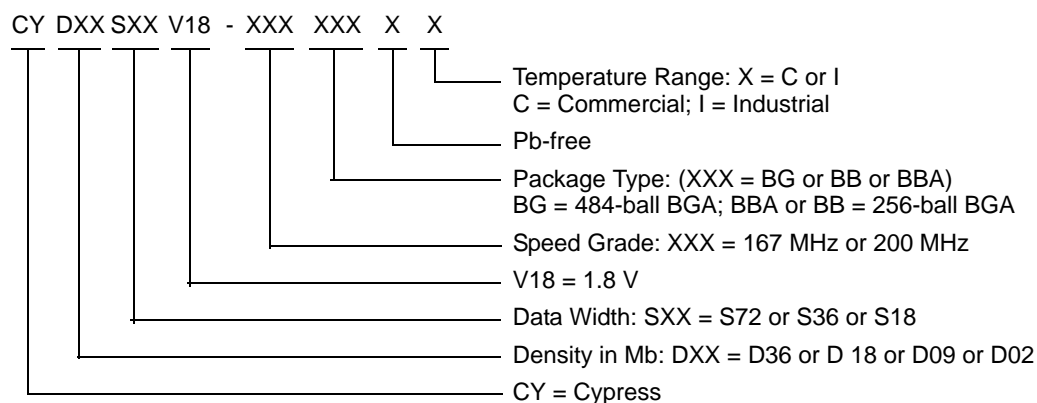 CY DXX SXX V18 - XXX XXX X X
Temperature Range: X = C or I
C = Commercial; I = Industrial
Pb-free
Package Type: (XXX = BG or BB or BBA)
BG = 484-ball BGA; BBA or BB = 256-ball BGA
Speed Grade: XXX = 167 MHz or 200 MHz
V18 = 1.8 V
Data Width: SXX = S72 or S36 or S18
Density in Mb: DXX = D36 or D 18 or D09 or D02
CY = Cypress